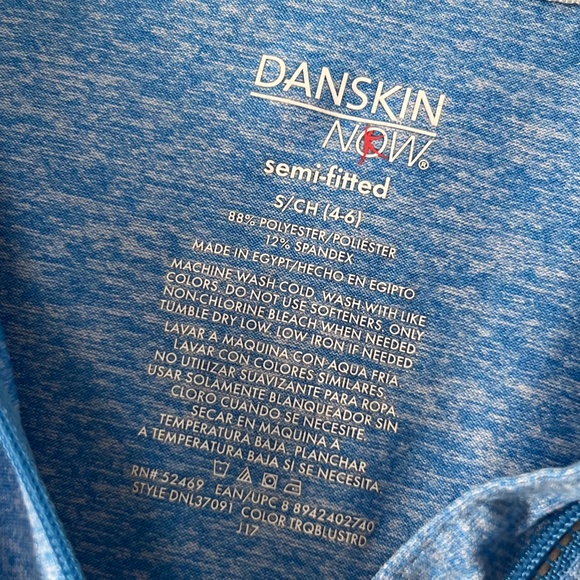 DANSKIN
NOW®
semi-fitted
S/CH (4-6)
88% POLYESTER/POLIESTER
12% SPANDEX
MADE IN EGYPT/HECHO EN EGIPTO
MACHINE WASH COLD. WASH WITH LIKE
COLORS. DO NOT USE SOFTENERS. ONLY
NON-CHLORINE BLEACH WHEN NEEDED
TUMBLE DRY LOW. LOW IRON IF NEEDED
LAVAR A MÁQUINA CON AQUA FRIA
LAVAR CON COLORES SIMILARES.
NO UTILIZAR SUAVIZANTE PARA ROPA
USAR SOLAMENTE BLANQUEADOR SIN
CLORO CUANDO SE NECESITE.
SECAR EN MÁQUINA A
TEMPERATURA BAJA, PLANCHAR
A TEMPERATURA BAJA SI SE NECESITA.
RN# 52469 EAN/UPC 8 8942402740
STYLE DNL37091 COLOR TRQBLUSTRD
J17